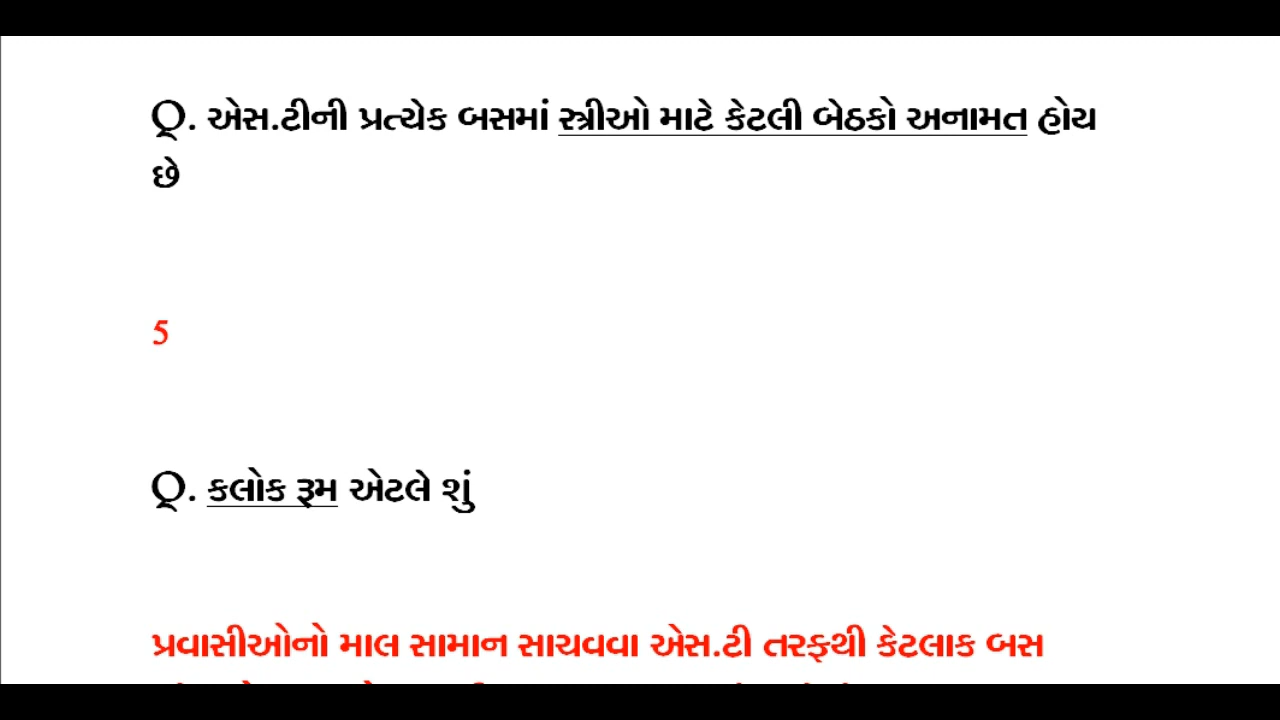 Q. એસ.ટીની પ્રત્યેક બસમાં સ્ત્રીઓ માટે કેટલી બેઠકો અનામત હોય
છે
5
Q. કલોક રૂમ એટલે શું
પ્રવાસીઓનો માલ સામાન સાચવવા એસ.ટી તરફથી કેટલાક બસ